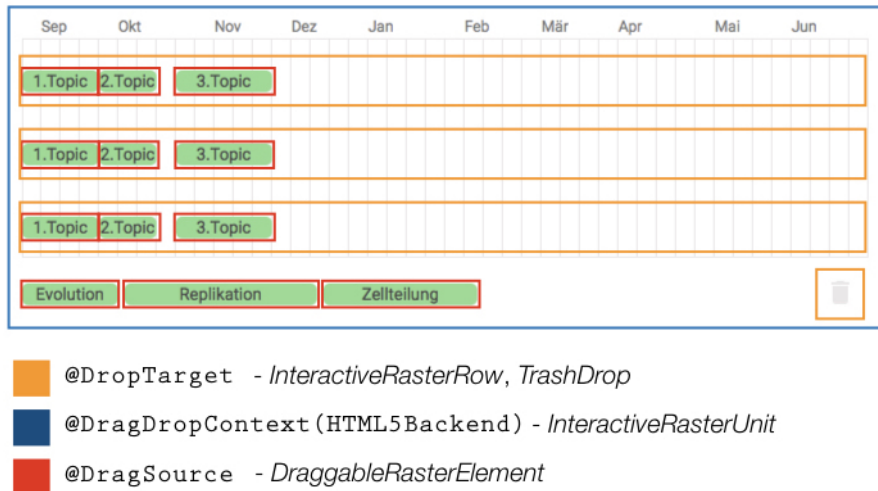 Sep Okt Nov Dez Jan Feb Mär Apr Mai Jun
1.Topic 2.Topic 3.Topic
1.Topic 2.Topic 3.Topic
1.Topic 2.Topic 3.Topic
Evolution Replikation Zellteilung
@DropTarget - InteractiveRasterRow, TrashDrop
@DragDropContext(HTML5Backend) - InteractiveRasterUnit
@DragSource - DraggableRasterElement